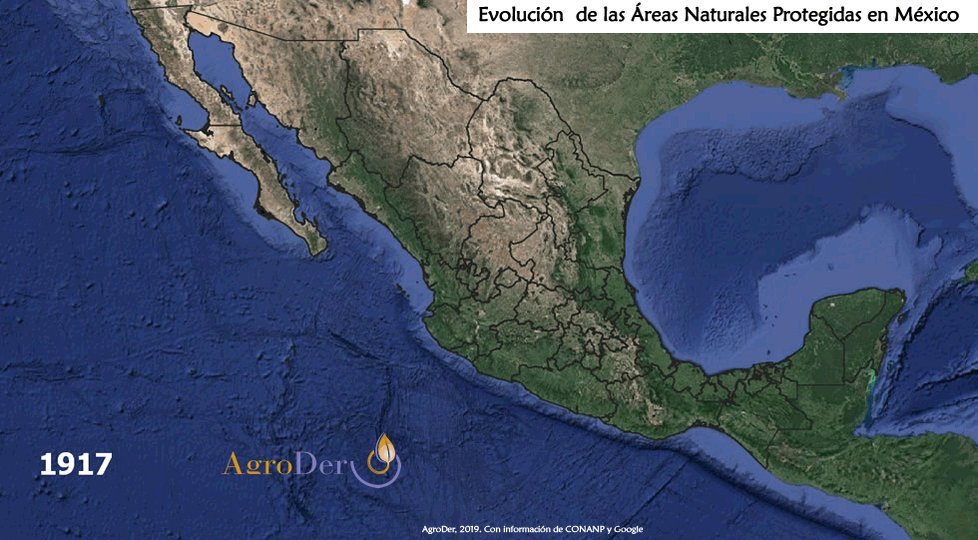 Evolución de las Áreas Naturales Protegidas en México
1917
AgroDer
AgroDer, 2019. Con información de CONANP y Google